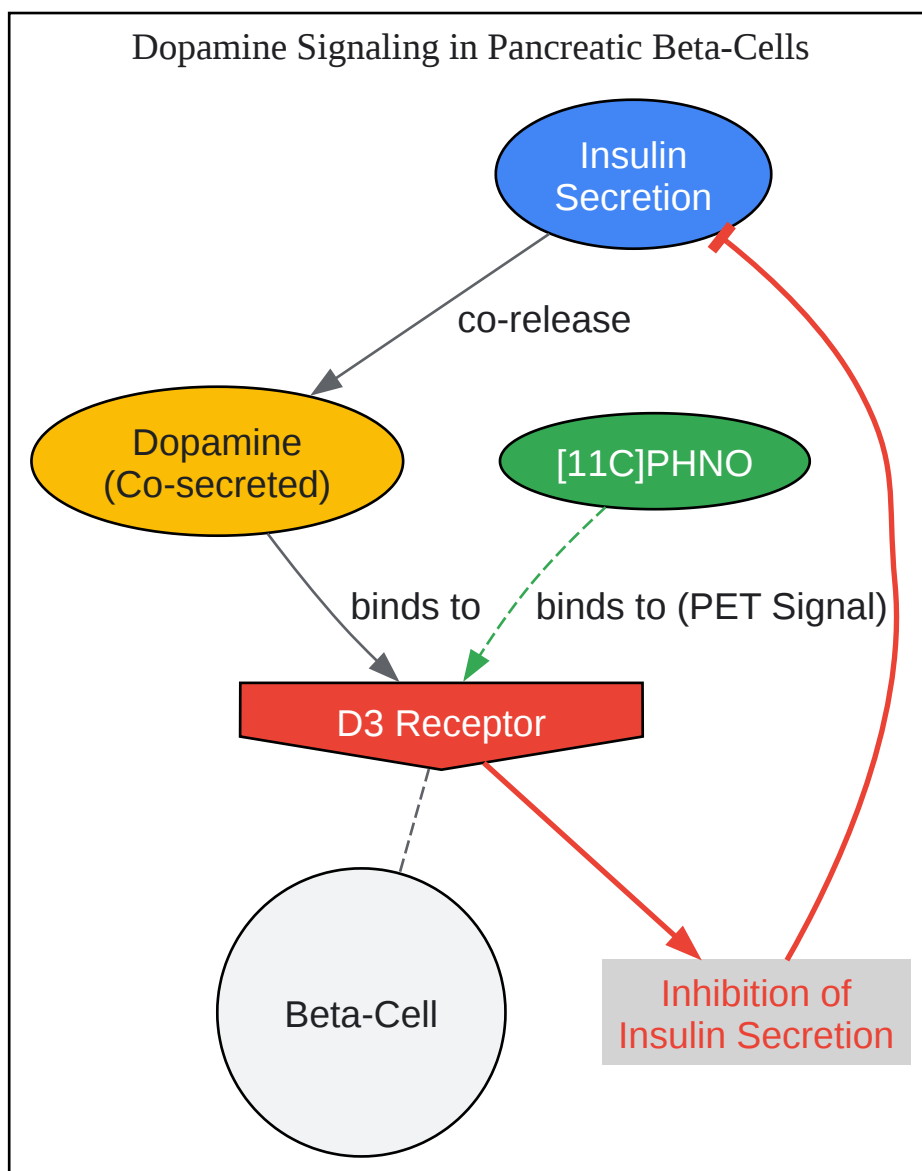 Dopamine Signaling in Pancreatic Beta-Cells
Insulin
Secretion
co-release
Dopamine
(Co-secreted)
[11C]PHNO
binds to
binds to (PET Signal)
D3 Receptor
Beta-Cell
Inhibition of
Insulin Secretion